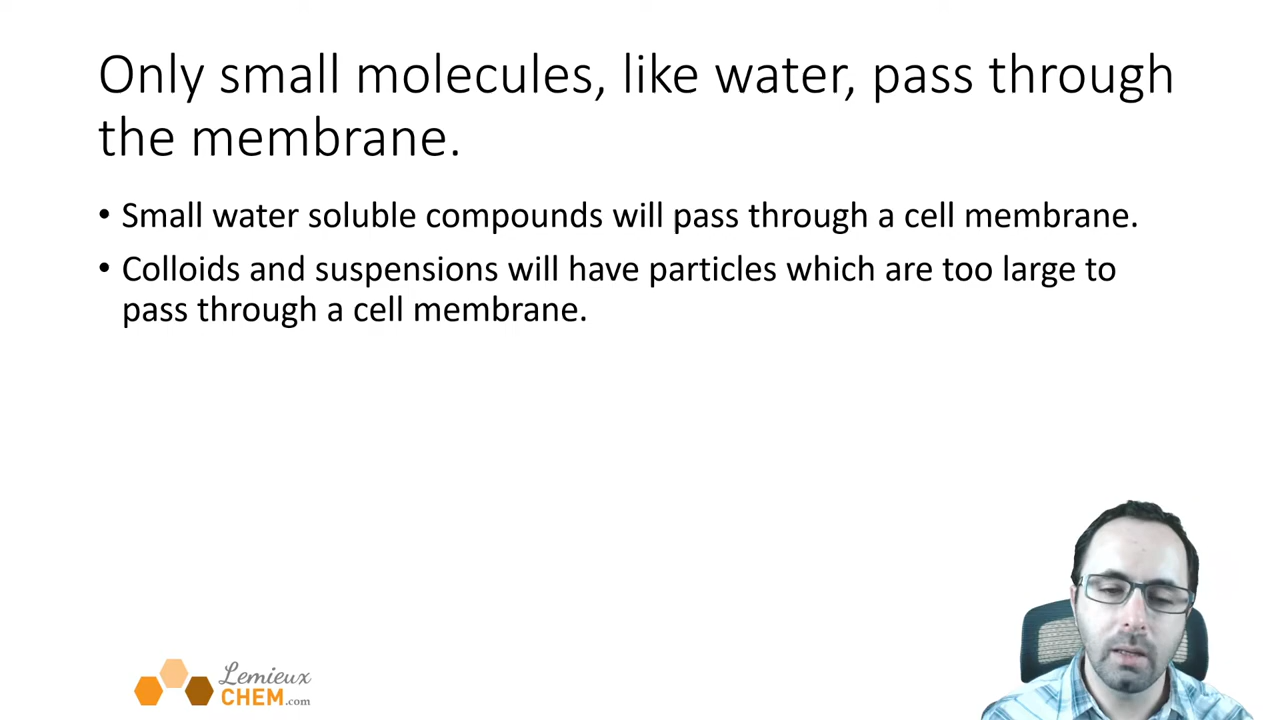 Only small molecules, like water, pass through
the membrane.
• Small water soluble compounds will pass through a cell membrane.
• Colloids and suspensions will have particles which are too large to
pass through a cell membrane.
Lemieux
CHEM.com